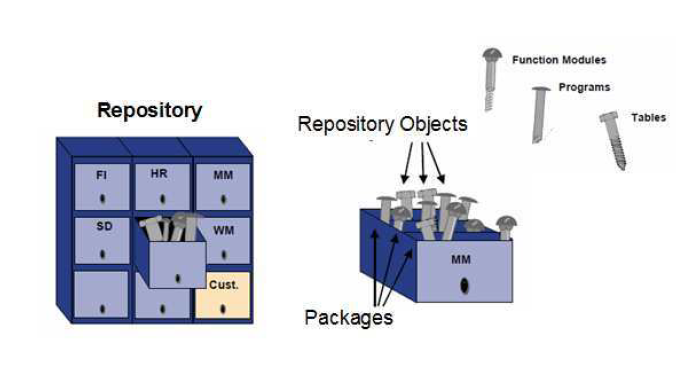 Repository
FI
HR
MM
SD
WM
Cust.
Repository Objects
MM
Packages
Function Modules
Programs
Tables